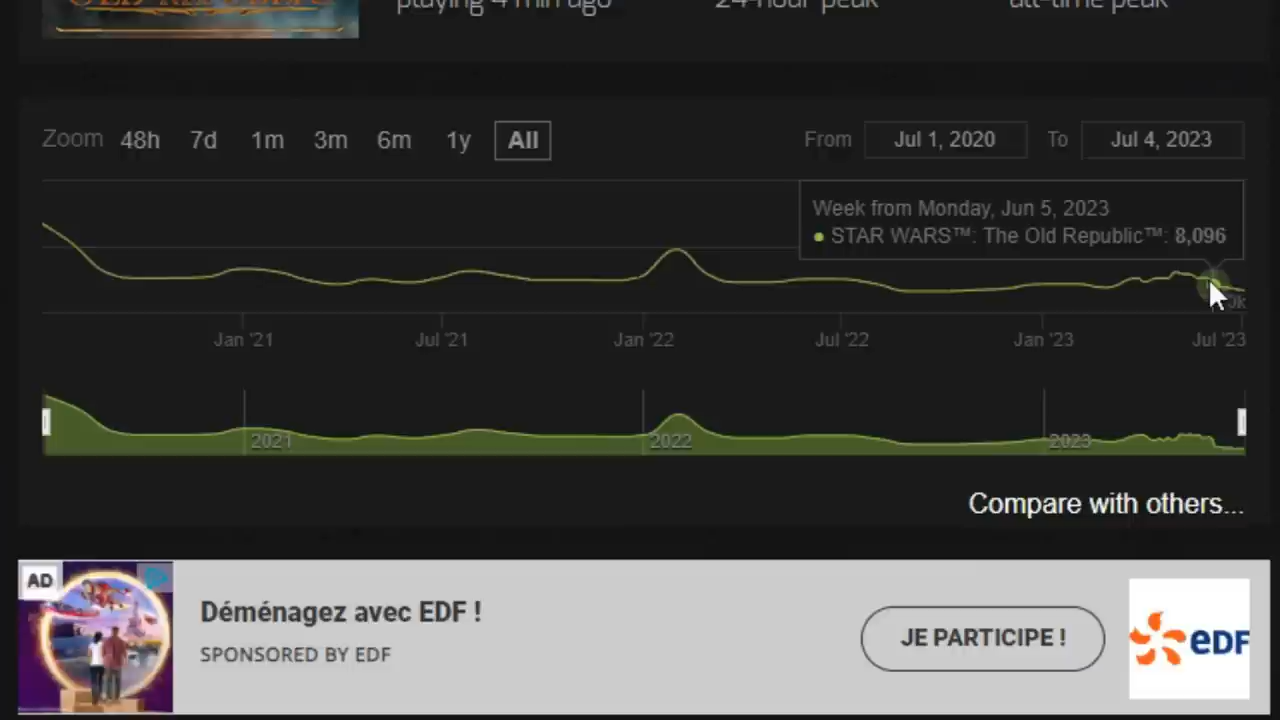 OLD REPUBLIC
playing 4 min ago 24-hour peak all-time peak
Zoom 48h 7d 1m 3m 6m 1y All From Jul 1, 2020 To Jul 4, 2023
Week from Monday, Jun 5, 2023
● STAR WARS™: The Old Republic™: 8,096
0k
Jan '21 Jul '21 Jan '22 Jul '22 Jan '23 Jul '23
2021 2022 2023
Compare with others...
AD
Déménagez avec EDF !
SPONSORED BY EDF
JE PARTICIPE !
EDF